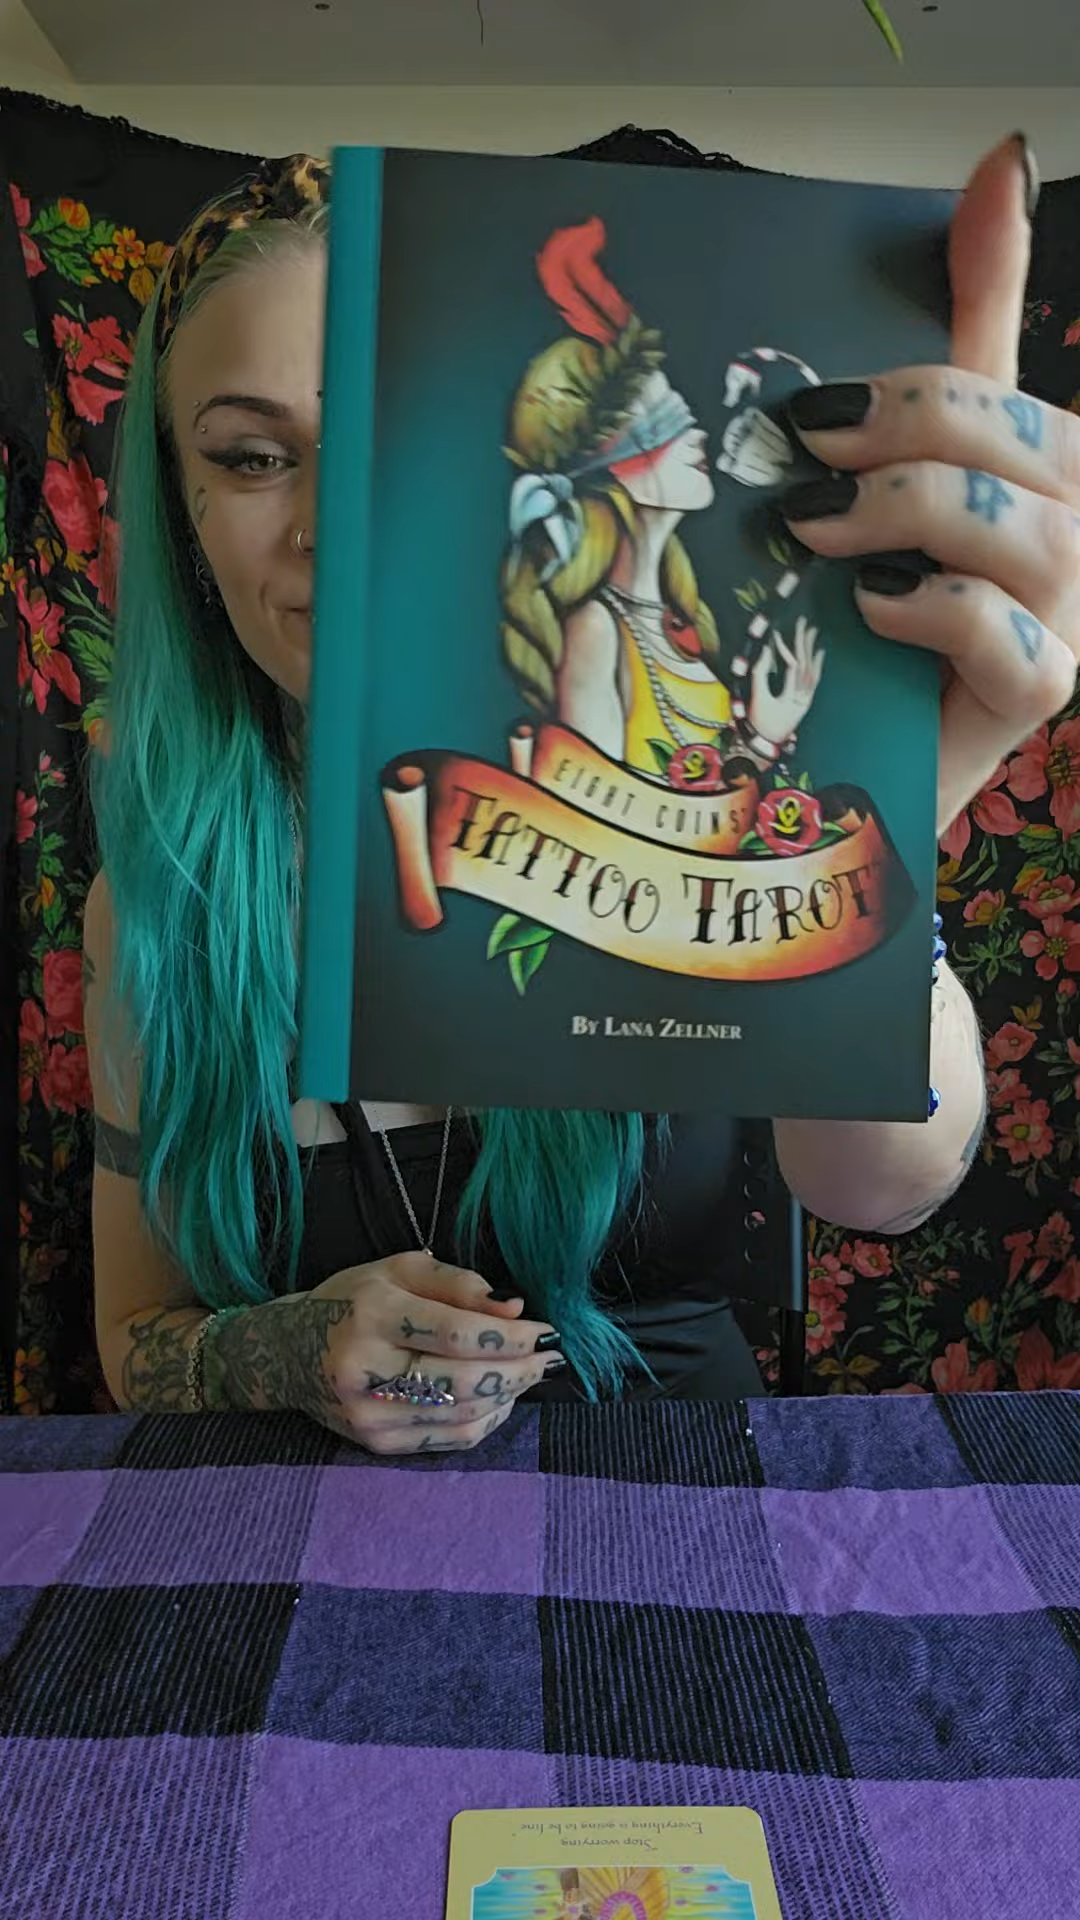 EIGHT COINS'
TATTOO TAROT
BY LANA ZELLNER
"Stop worrying
Everything is going to be fine"